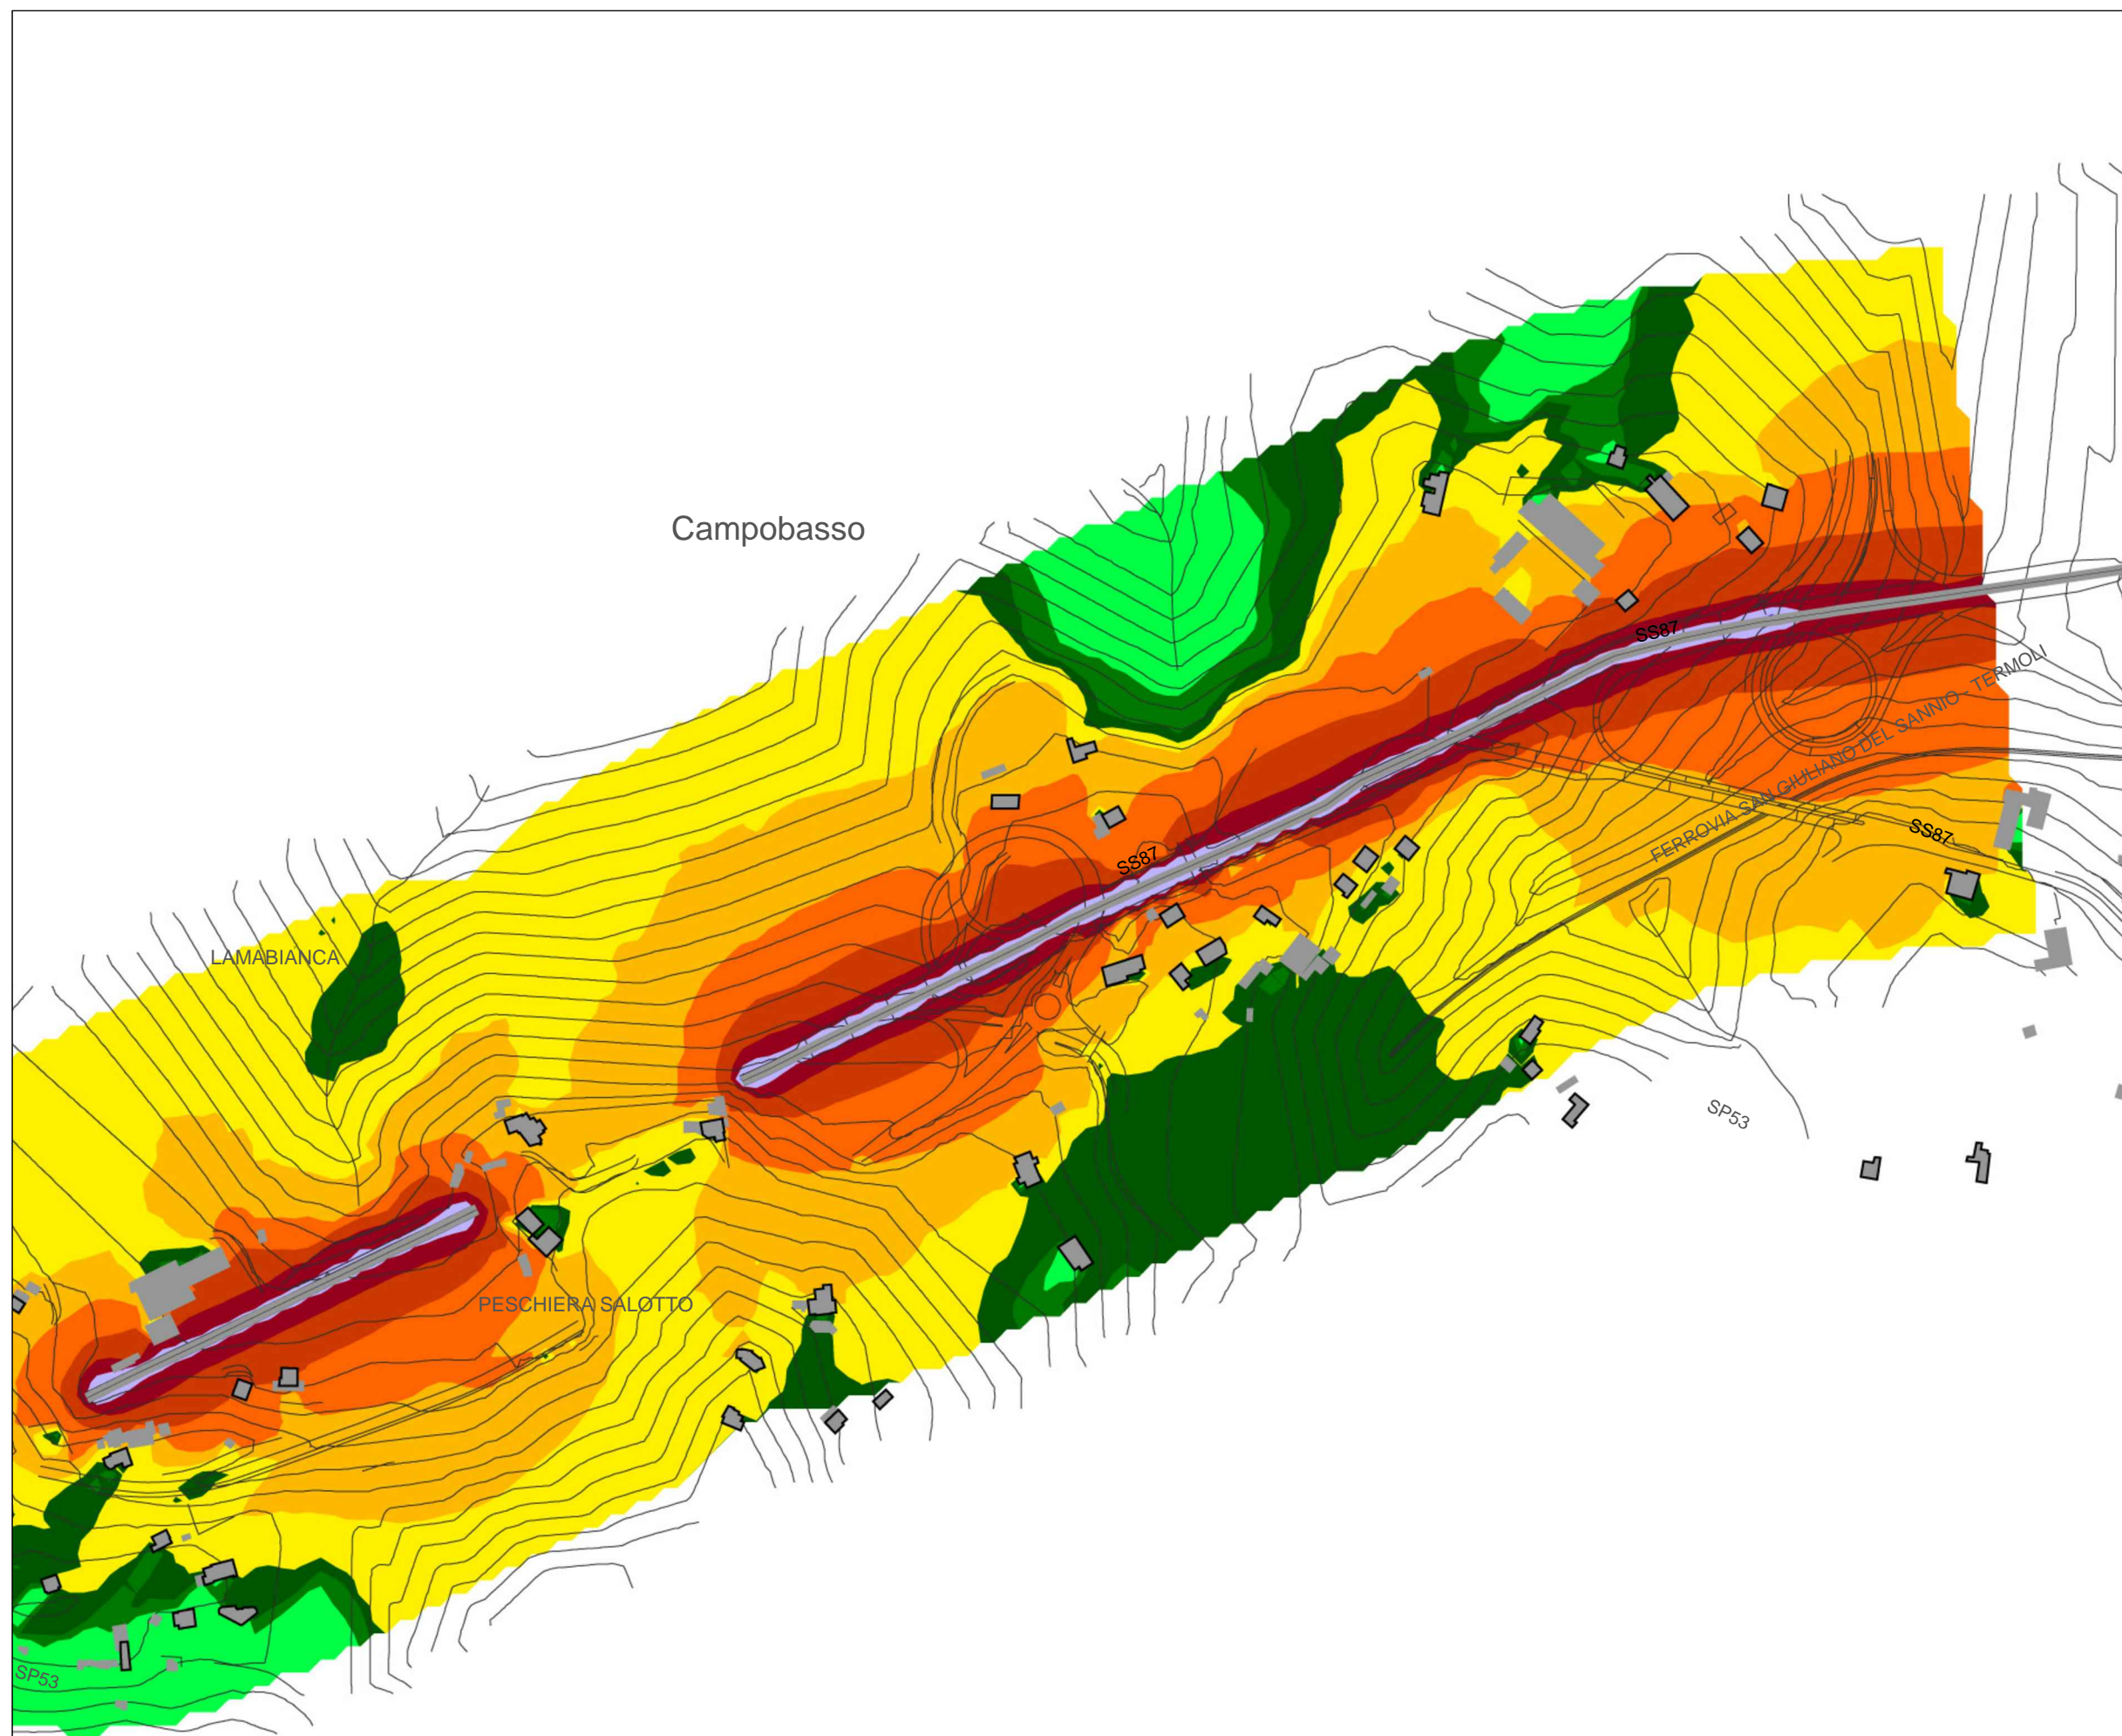 Campobasso
SS87
FERROVIA SAN GIULIANO DEL SANNIO - TERMOLI
SS87
SS87
LAMABIANCA
SP53
PESCHIERA SALOTTO
SP53